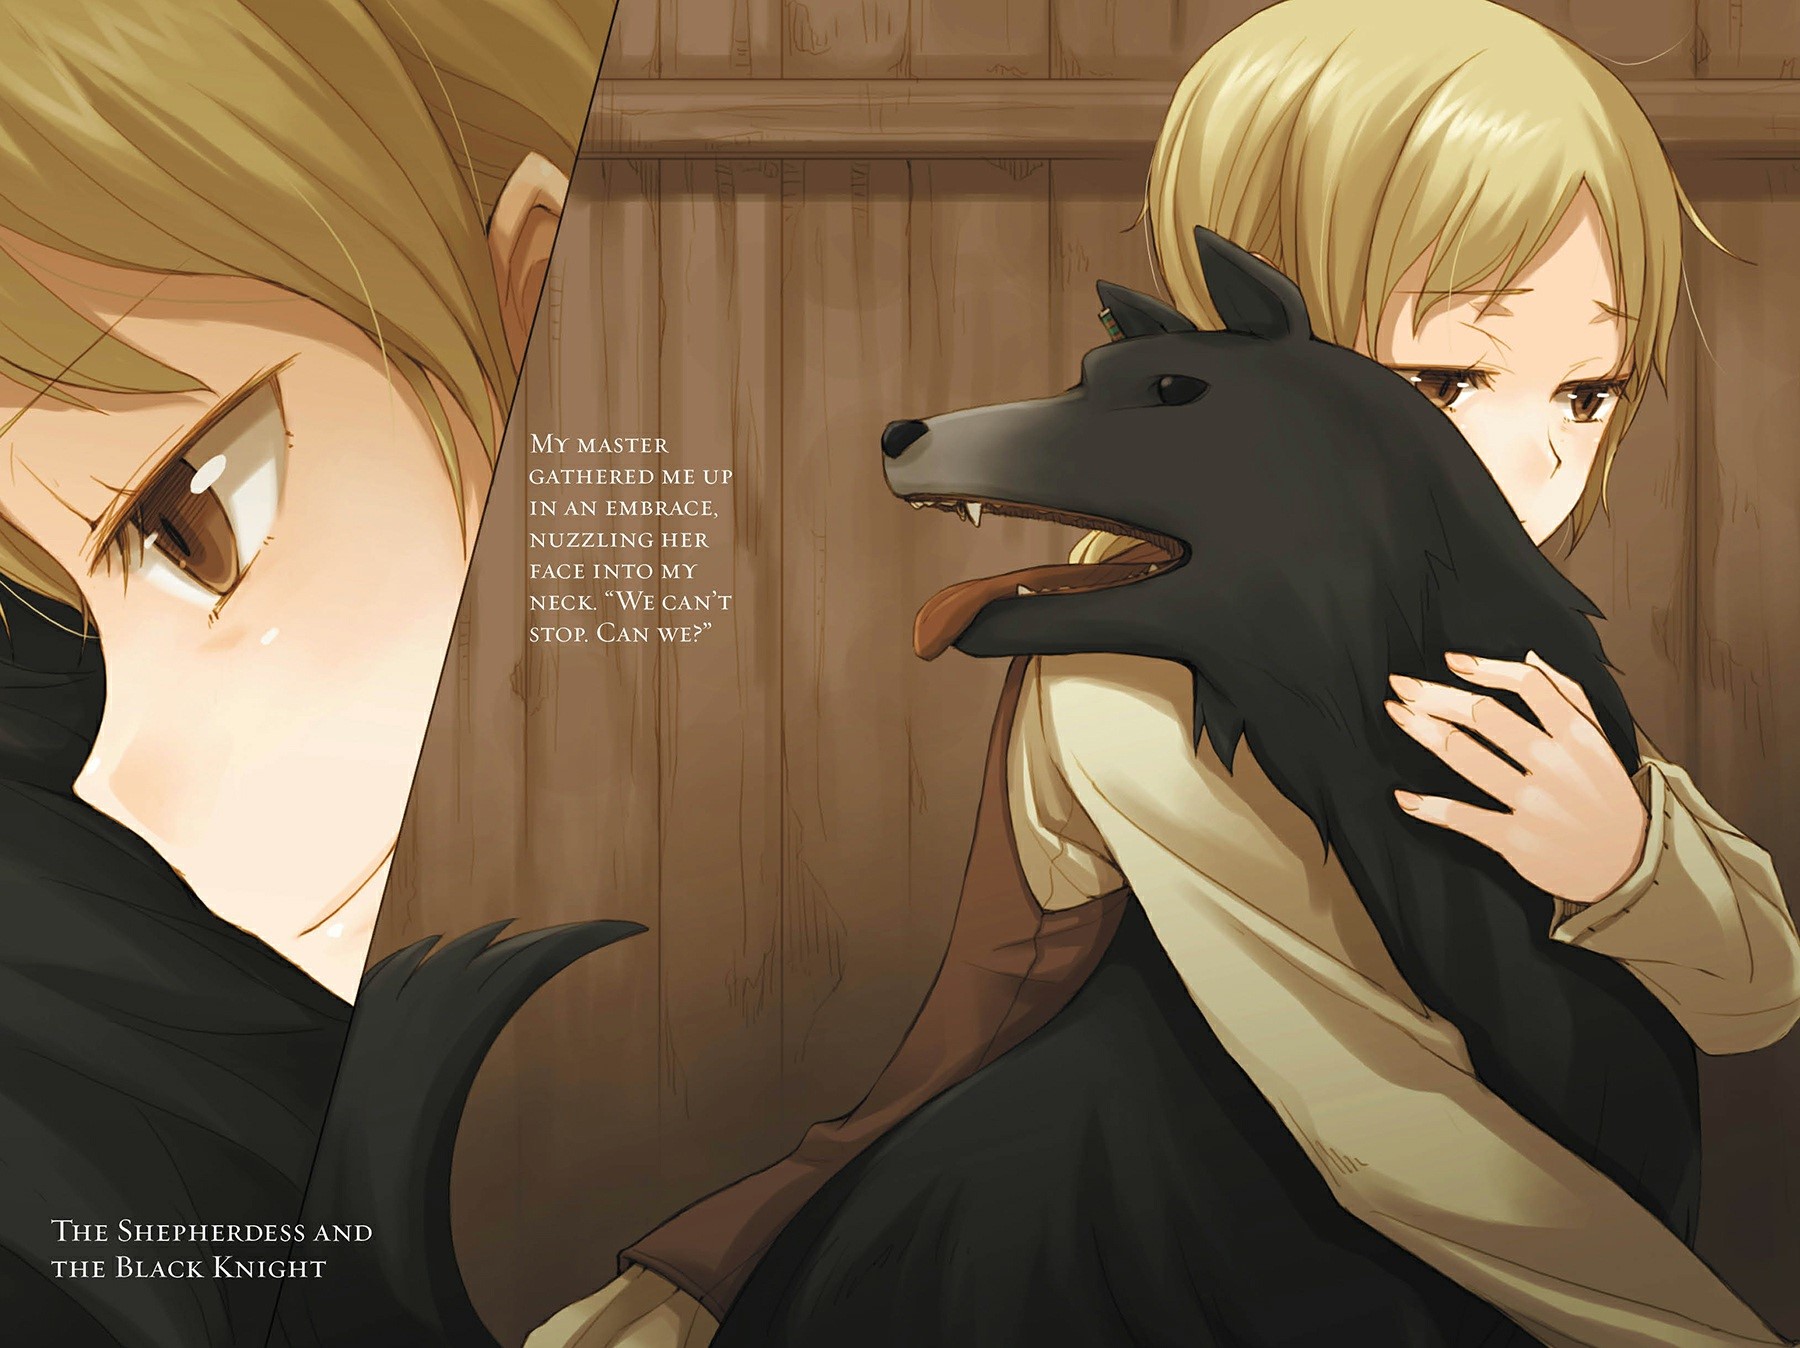 My master
gathered me up
in an embrace,
nuzzling her
face into my
neck. “We can’t
stop. Can we?”
The Shepherdess and
the Black Knight